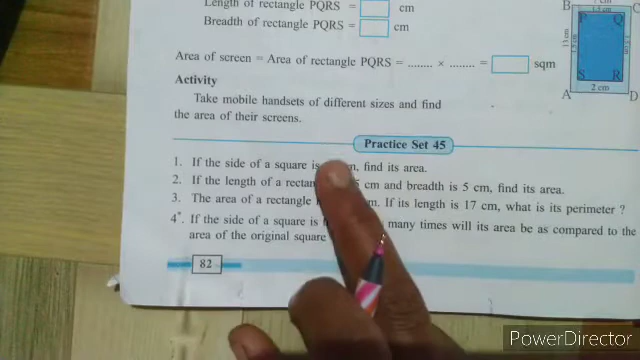 Length of rectangle PQRS = cm
Breadth of rectangle PQRS = cm
Area of screen = Area of rectangle PQRS = ........ × ........ = sqm
Activity
Take mobile handsets of different sizes and find
the area of their screens.
Practice Set 45
1. If the side of a square is m, find its area.
2. If the length of a rectan 5 cm and breadth is 5 cm, find its area.
3. The area of a rectangle m. If its length is 17 cm, what is its perimeter ?
4*. If the side of a square is many times will its area be as compared to the
area of the original square
82
B
C
P
Q
S
R
A
D
13 cm
2 cm
PowerDirector